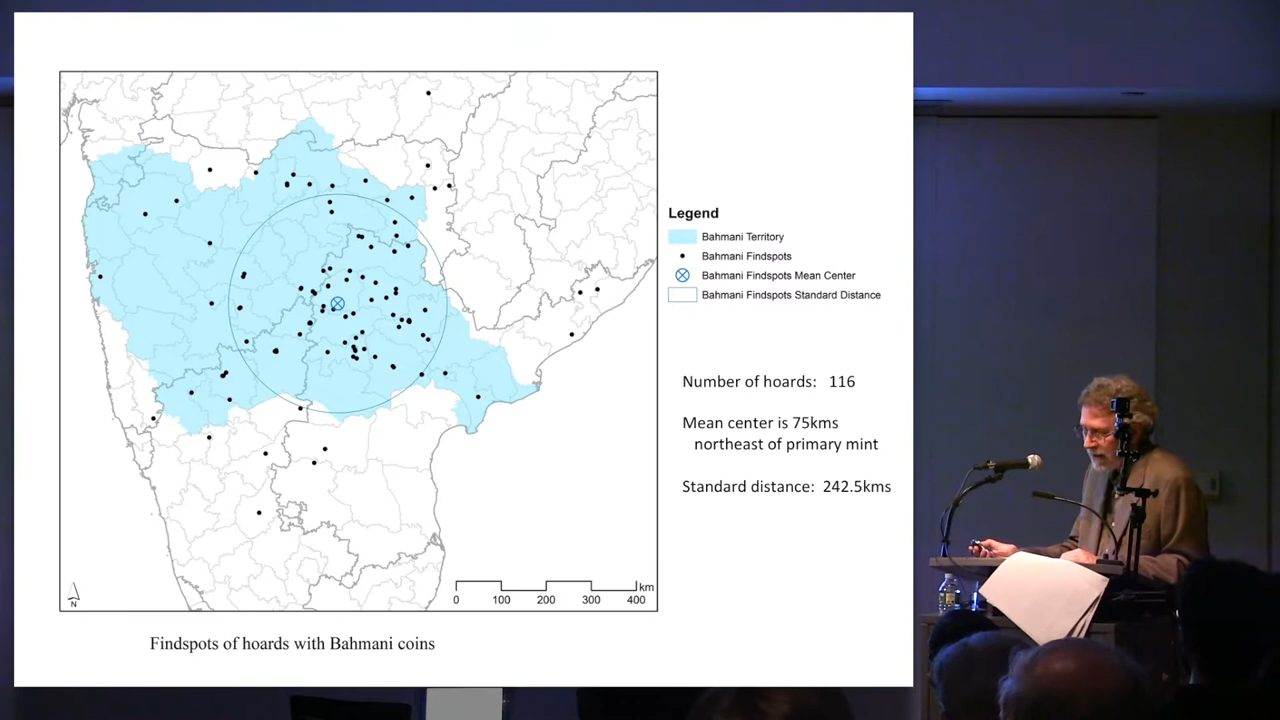 Legend
Bahmani Territory
Bahmani Findspots
Bahmani Findspots Mean Center
Bahmani Findspots Standard Distance
Number of hoards: 116
Mean center is 75kms
northeast of primary mint
Standard distance: 242.5kms
N
km
0 100 200 300 400
Findspots of hoards with Bahmani coins